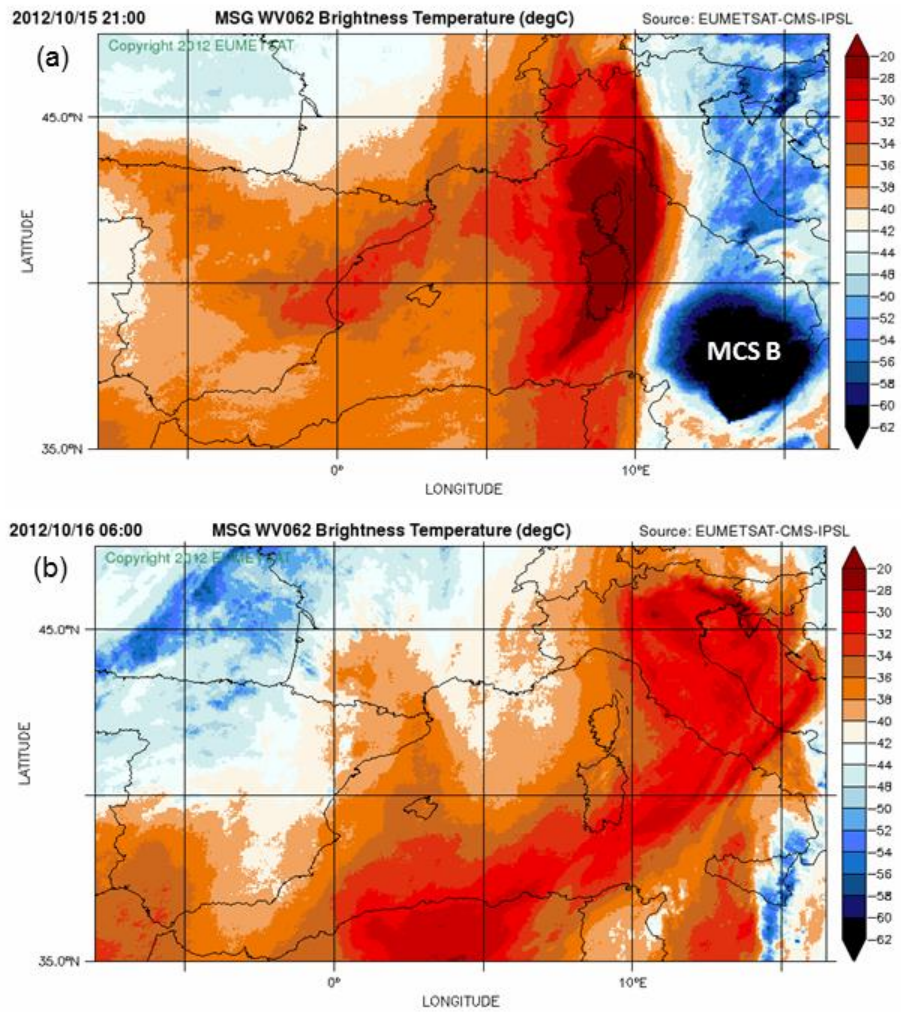 2012/10/15 21:00 MSG WV062 Brightness Temperature (degC) Source: EUMETSAT-CMS-IPSL
(a)
Copyright 2012 EUMETSAT
45.0°N
35.0°N
LATITUDE
MCS B
0° 10°E
LONGITUDE
-20
-28
-30
-32
-34
-36
-38
-40
-42
-44
-48
-50
-52
-54
-56
-58
-60
-62
2012/10/16 06:00 MSG WV062 Brightness Temperature (degC) Source: EUMETSAT-CMS-IPSL
(b)
Copyright 2012 EUMETSAT
45.0°N
35.0°N
LATITUDE
0° 10°E
LONGITUDE
-20
-28
-30
-32
-34
-38
-40
-42
-44
-48
-50
-52
-54
-56
-58
-60
-62